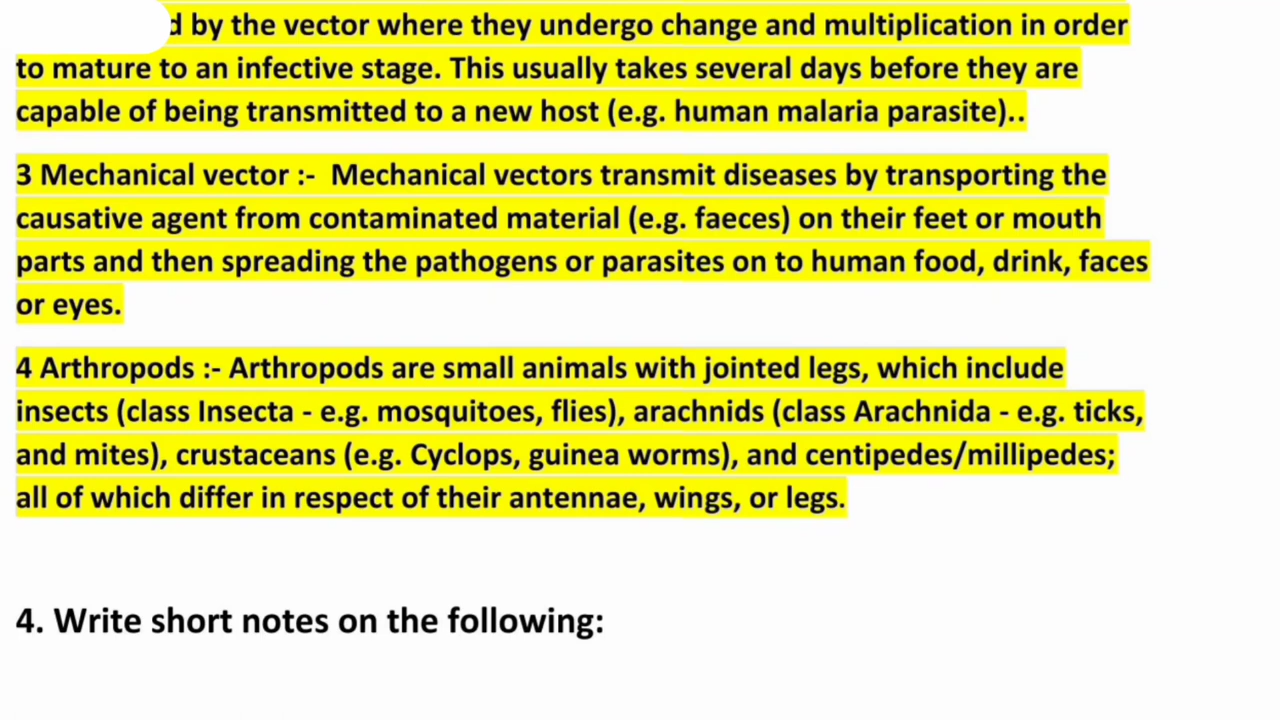 by the vector where they undergo change and multiplication in order
to mature to an infective stage. This usually takes several days before they are
capable of being transmitted to a new host (e.g. human malaria parasite)..
3 Mechanical vector :-  Mechanical vectors transmit diseases by transporting the
causative agent from contaminated material (e.g. faeces) on their feet or mouth
parts and then spreading the pathogens or parasites on to human food, drink, faces
or eyes.
4 Arthropods :- Arthropods are small animals with jointed legs, which include
insects (class Insecta - e.g. mosquitoes, flies), arachnids (class Arachnida - e.g. ticks,
and mites), crustaceans (e.g. Cyclops, guinea worms), and centipedes/millipedes;
all of which differ in respect of their antennae, wings, or legs.
4. Write short notes on the following: